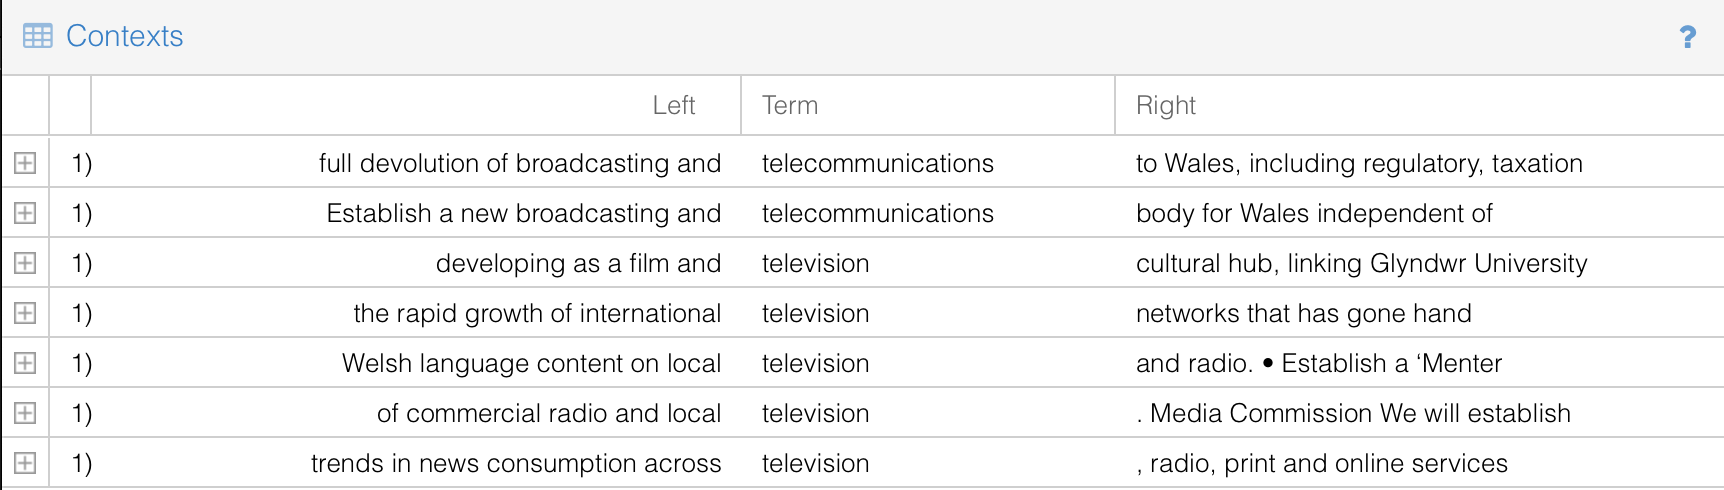 Contexts ?
Left Term Right
1) full devolution of broadcasting and telecommunications to Wales, including regulatory, taxation
1) Establish a new broadcasting and telecommunications body for Wales independent of
1) developing as a film and television cultural hub, linking Glyndwr University
1) the rapid growth of international television networks that has gone hand
1) Welsh language content on local television and radio. • Establish a ‘Menter
1) of commercial radio and local television . Media Commission We will establish
1) trends in news consumption across television , radio, print and online services